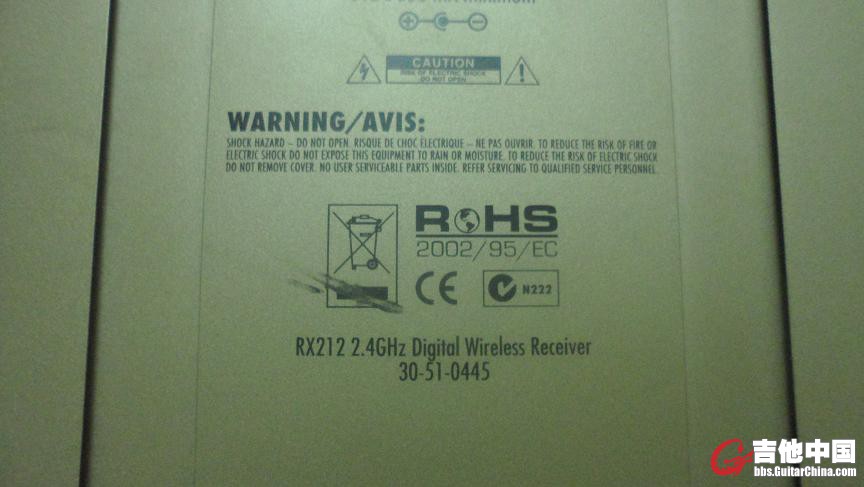 CAUTION
RISK OF ELECTRIC SHOCK
DO NOT OPEN
WARNING/AVIS:
SHOCK HAZARD – DO NOT OPEN. RISQUE DE CHOC ÉLECTRIQUE – NE PAS OUVRIR. TO REDUCE THE RISK OF FIRE OR
ELECTRIC SHOCK DO NOT EXPOSE THIS EQUIPMENT TO RAIN OR MOISTURE. TO REDUCE THE RISK OF ELECTRIC SHOCK
DO NOT REMOVE COVER. NO USER SERVICEABLE PARTS INSIDE. REFER SERVICING TO QUALIFIED SERVICE PERSONNEL.
ROHS
2002/95/EC
CE
N222
RX212 2.4GHz Digital Wireless Receiver
30-51-0445
吉他中国
bbs.GuitarChina.com